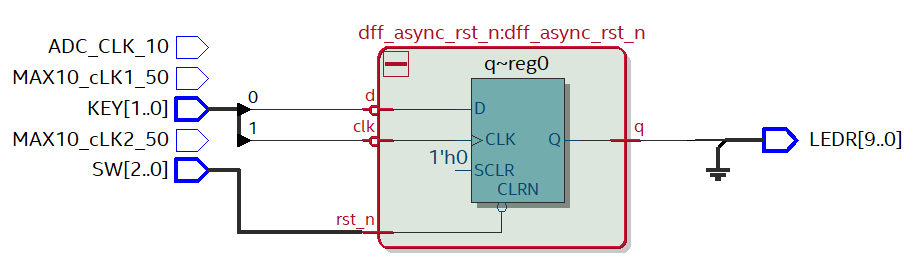 dff_async_rst_n:dff_async_rst_n
ADC_CLK_10
q~reg0
MAX10_cLK1_50
0
d
KEY[1..0]
D
1
clk
q
MAX10_cLK2_50
CLK
Q
LEDR[9..0]
1'h0
SW[2..0]
SCLR
CLRN
rst_n